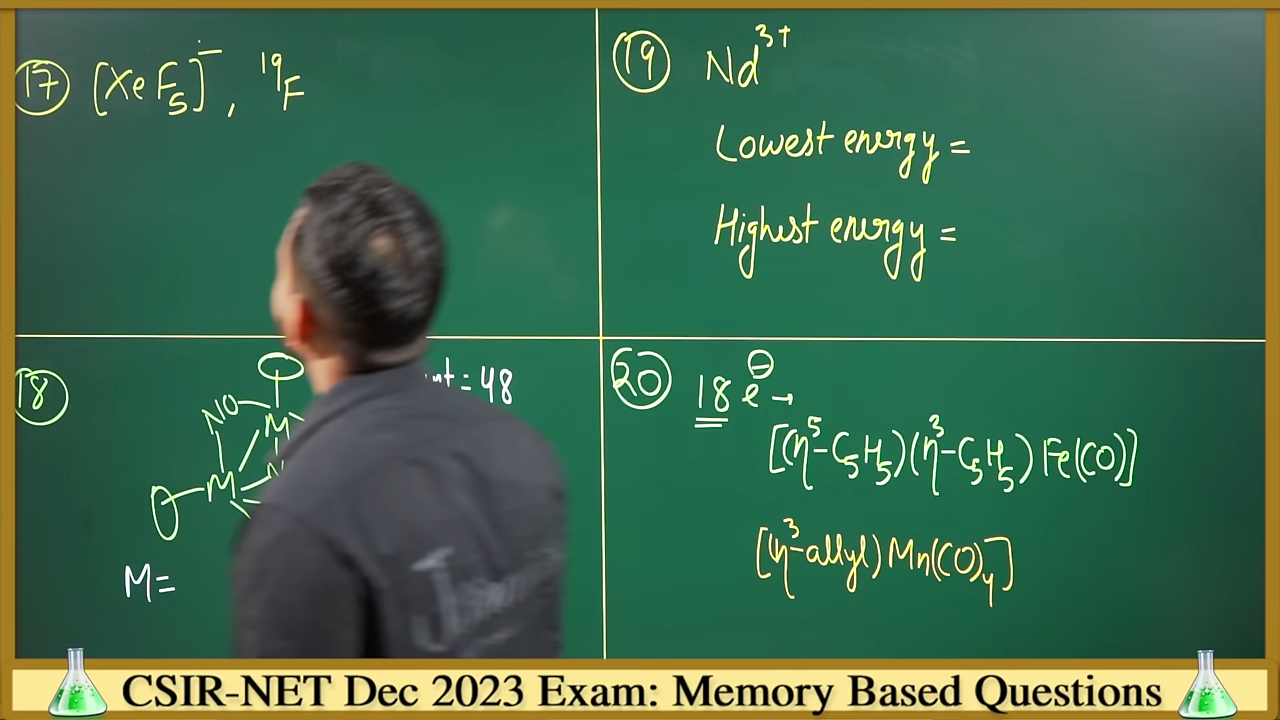 17 [XeF₅]⁻, ¹⁹F
19 Nd³⁺
Lowest energy =
Highest energy =
18
NO
M
M
= 48
M=
20 18 e⊖ →
[(η⁵-C₅H₅)(η³-C₅H₅)Fe(CO)]
[(η³-allyl)Mn(CO)₄]
CSIR-NET Dec 2023 Exam: Memory Based Questions